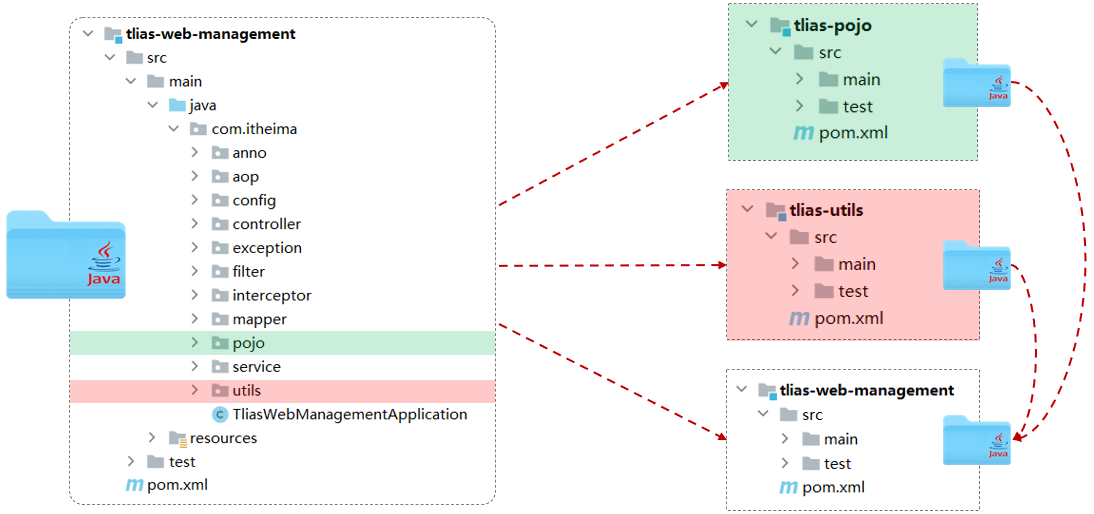 tlias-web-management
src
main
java
com.itheima
anno
aop
config
controller
exception
filter
interceptor
mapper
pojo
service
utils
C TliasWebManagementApplication
resources
test
m pom.xml
Java
tlias-pojo
src
main
test
m pom.xml
Java
tlias-utils
src
main
test
m pom.xml
Java
tlias-web-management
src
main
test
m pom.xml
Java